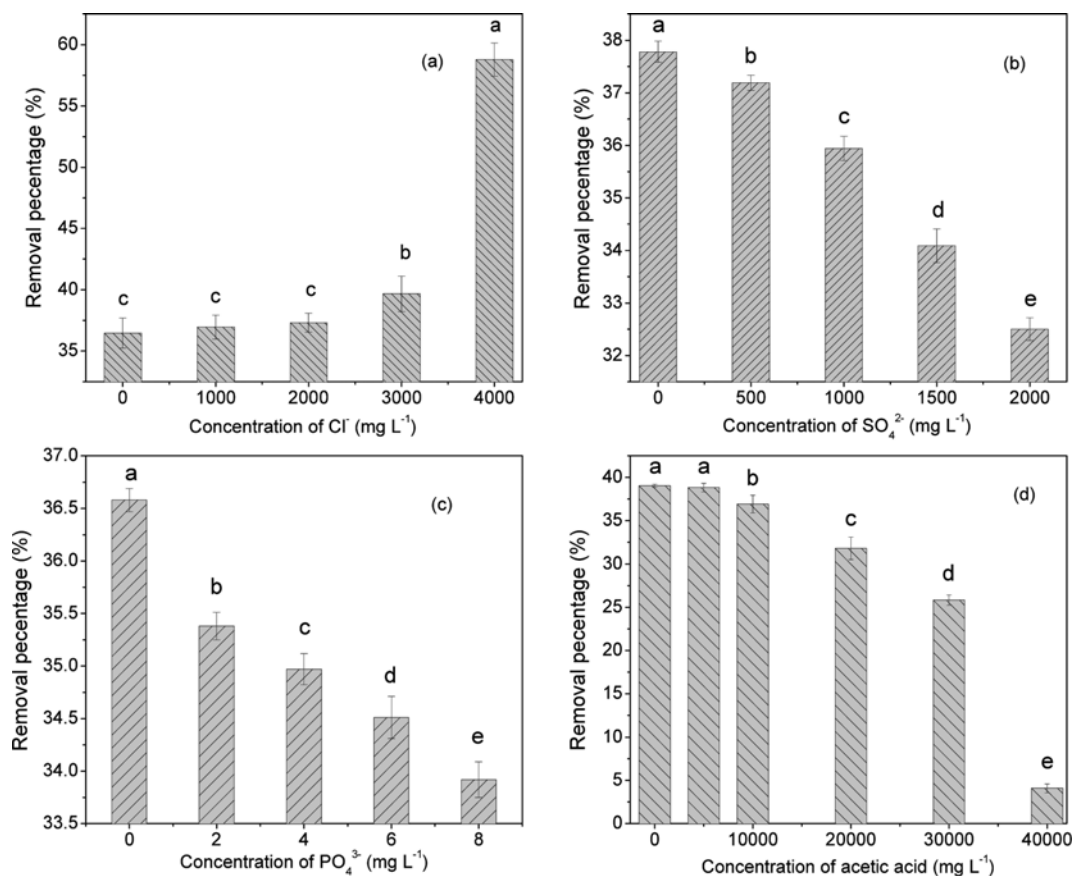 (a)
a
b
c
c
c
60
55
50
45
40
35
Removal pecentage (%)
0 1000 2000 3000 4000
Concentration of Cl⁻ (mg L⁻¹)
(b)
a
b
c
d
e
38
37
36
35
34
33
32
Removal pecentage (%)
0 500 1000 1500 2000
Concentration of SO₄²⁻ (mg L⁻¹)
(c)
a
b
c
d
e
37.0
36.5
36.0
35.5
35.0
34.5
34.0
33.5
Removal pecentage (%)
0 2 4 6 8
Concentration of PO₄³⁻ (mg L⁻¹)
(d)
a a
b
c
d
e
40
35
30
25
20
15
10
5
0
Removal pecentage (%)
0 10000 20000 30000 40000
Concentration of acetic acid (mg L⁻¹)